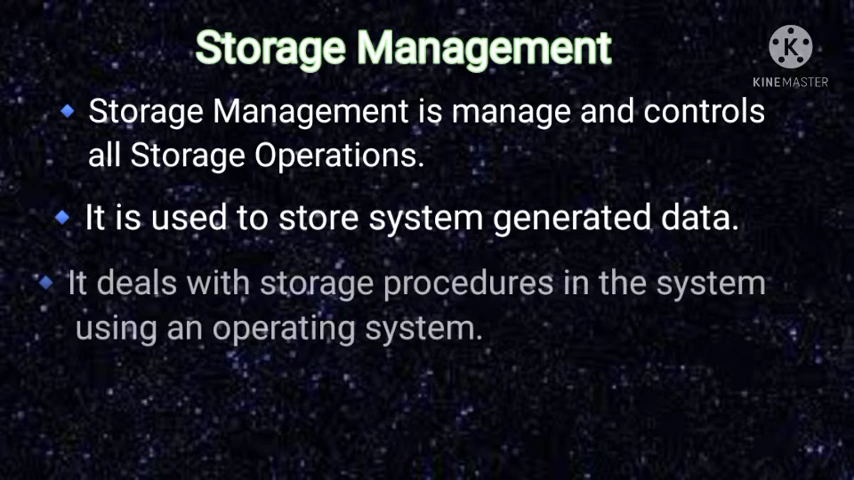 Storage Management
K
KINEMASTER
🔹 Storage Management is manage and controls
all Storage Operations.
🔹 It is used to store system generated data.
🔹 It deals with storage procedures in the system
using an operating system.